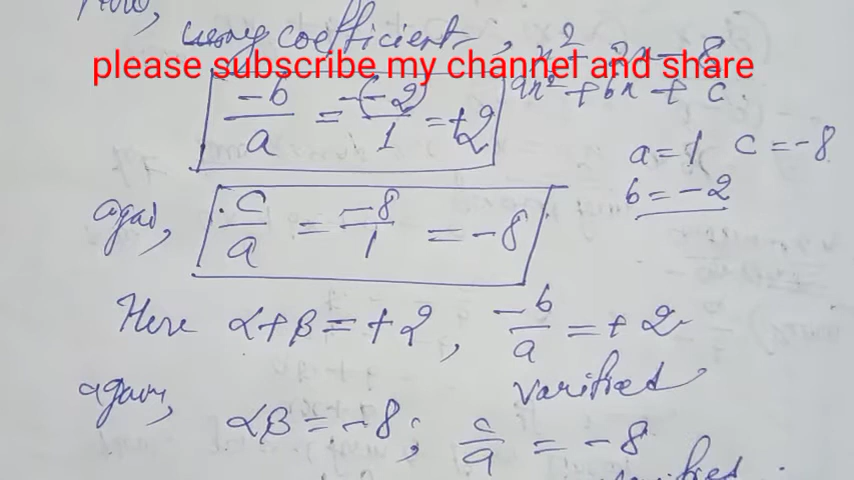 Now,
using coefficient, x² - 2x - 8
please subscribe my channel and share
-b/a = -(-2)/1 = +2 ax² + bx + c
a = 1 c = -8
b = -2
again, c/a = -8/1 = -8
Here α+β = +2, -b/a = +2
varified
again, αβ = -8; c/a = -8
varified.